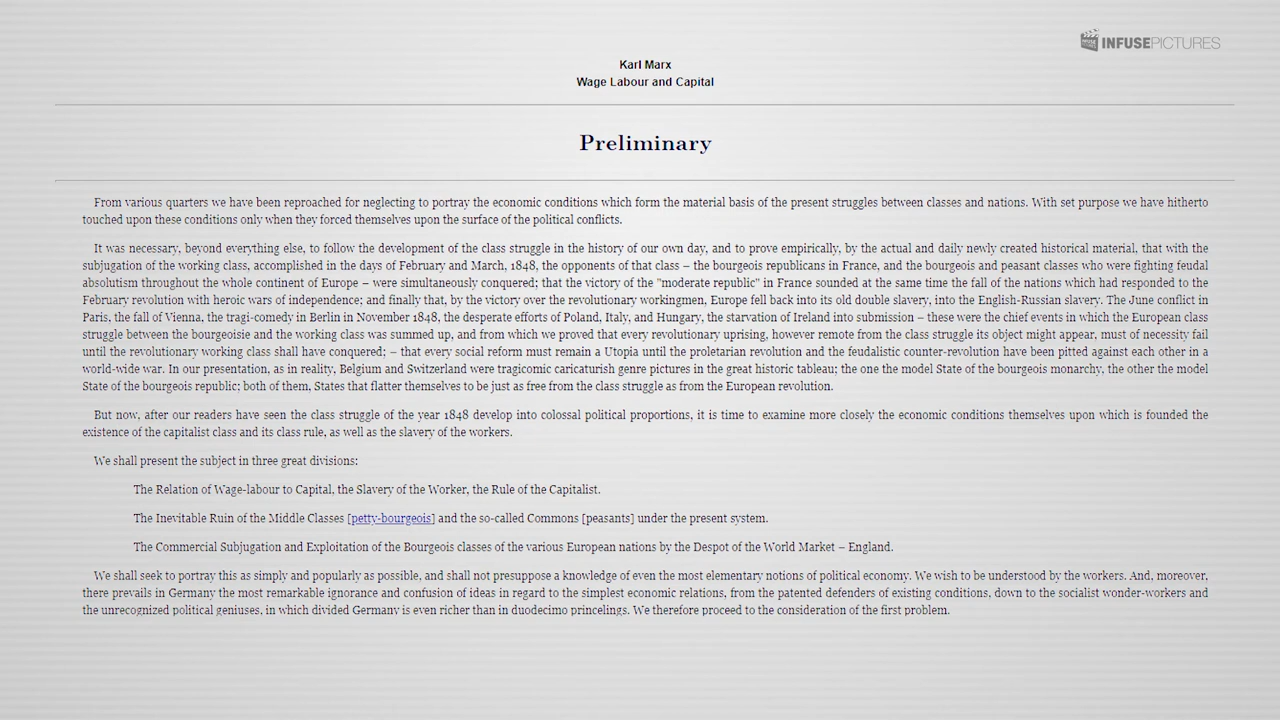 INFUSEPICTURES
Karl Marx
Wage Labour and Capital
Preliminary
From various quarters we have been reproached for neglecting to portray the economic conditions which form the material basis of the present struggles between classes and nations. With set purpose we have hitherto
touched upon these conditions only when they forced themselves upon the surface of the political conflicts.
It was necessary, beyond everything else, to follow the development of the class struggle in the history of our own day, and to prove empirically, by the actual and daily newly created historical material, that with the
subjugation of the working class, accomplished in the days of February and March, 1848, the opponents of that class – the bourgeois republicans in France, and the bourgeois and peasant classes who were fighting feudal
absolutism throughout the whole continent of Europe – were simultaneously conquered; that the victory of the "moderate republic" in France sounded at the same time the fall of the nations which had responded to the
February revolution with heroic wars of independence; and finally that, by the victory over the revolutionary workingmen, Europe fell back into its old double slavery, into the English-Russian slavery. The June conflict in
Paris, the fall of Vienna, the tragi-comedy in Berlin in November 1848, the desperate efforts of Poland, Italy, and Hungary, the starvation of Ireland into submission – these were the chief events in which the European class
struggle between the bourgeoisie and the working class was summed up, and from which we proved that every revolutionary uprising, however remote from the class struggle its object might appear, must of necessity fail
until the revolutionary working class shall have conquered; – that every social reform must remain a Utopia until the proletarian revolution and the feudalistic counter-revolution have been pitted against each other in a
world-wide war. In our presentation, as in reality, Belgium and Switzerland were tragicomic caricaturish genre pictures in the great historic tableau; the one the model State of the bourgeois monarchy, the other the model
State of the bourgeois republic; both of them, States that flatter themselves to be just as free from the class struggle as from the European revolution.
But now, after our readers have seen the class struggle of the year 1848 develop into colossal political proportions, it is time to examine more closely the economic conditions themselves upon which is founded the
existence of the capitalist class and its class rule, as well as the slavery of the workers.
We shall present the subject in three great divisions:
The Relation of Wage-labour to Capital, the Slavery of the Worker, the Rule of the Capitalist.
The Inevitable Ruin of the Middle Classes [petty-bourgeois] and the so-called Commons [peasants] under the present system.
The Commercial Subjugation and Exploitation of the Bourgeois classes of the various European nations by the Despot of the World Market – England.
We shall seek to portray this as simply and popularly as possible, and shall not presuppose a knowledge of even the most elementary notions of political economy. We wish to be understood by the workers. And, moreover,
there prevails in Germany the most remarkable ignorance and confusion of ideas in regard to the simplest economic relations, from the patented defenders of existing conditions, down to the socialist wonder-workers and
the unrecognized political geniuses, in which divided Germany is even richer than in duodecimo princelings. We therefore proceed to the consideration of the first problem.